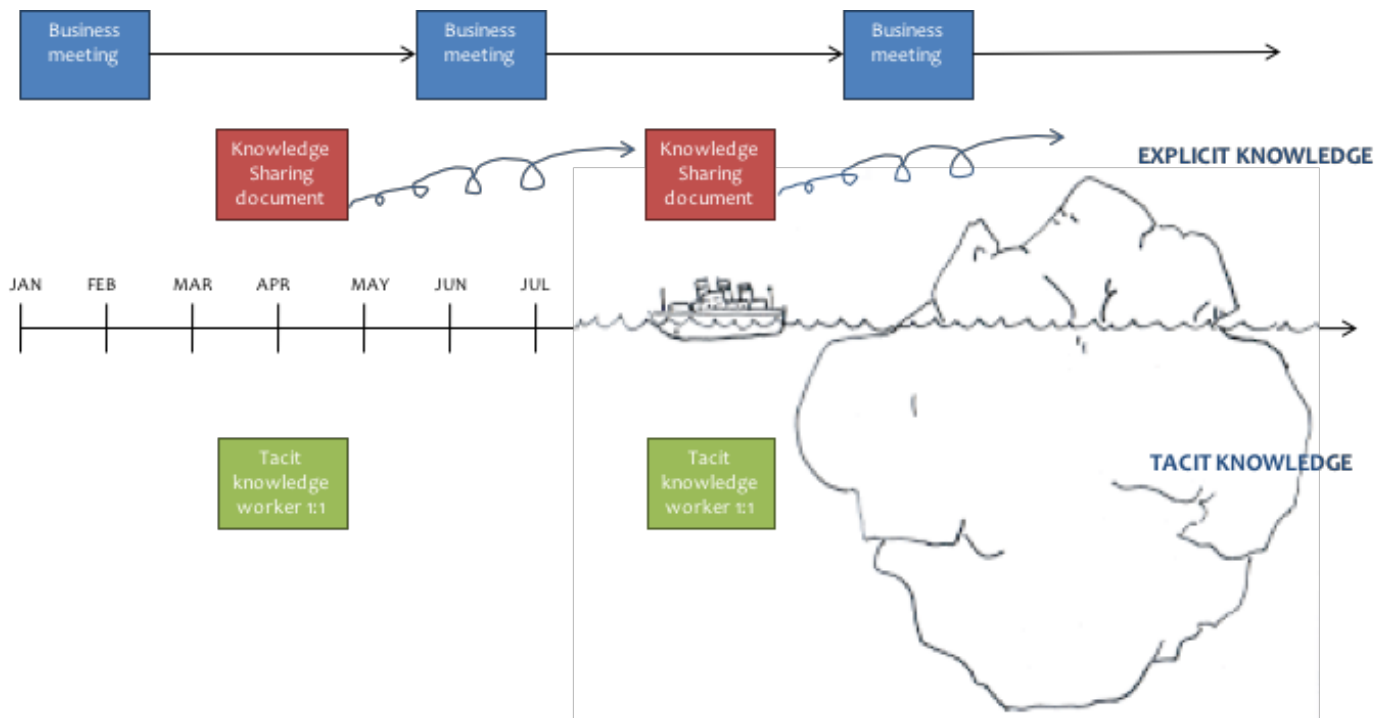 Business
meeting
Business
meeting
Business
meeting
Knowledge
Sharing
document
Knowledge
Sharing
document
EXPLICIT KNOWLEDGE
JAN FEB MAR APR MAY JUN JUL
Tacit
knowledge
worker 1:1
Tacit
knowledge
worker 1:1
TACIT KNOWLEDGE